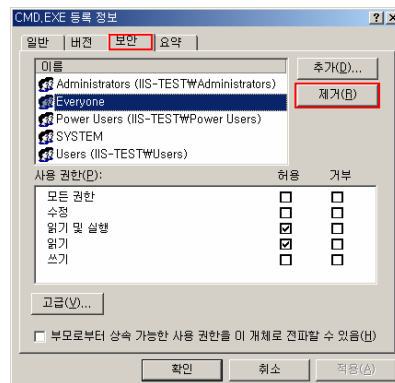 CMD.EXE 등록 정보
일반 버전 보안 요약
이름
Administrators (IIS-TEST₩Administrators)
Everyone
Power Users (IIS-TEST₩Power Users)
SYSTEM
Users (IIS-TEST₩Users)
추가(D)...
제거(R)
사용 권한(P): 허용 거부
모든 권한
수정
읽기 및 실행
읽기
쓰기
고급(V)...
부모로부터 상속 가능한 사용 권한을 이 개체로 전파할 수 있음(H)
확인 취소 적용(A)